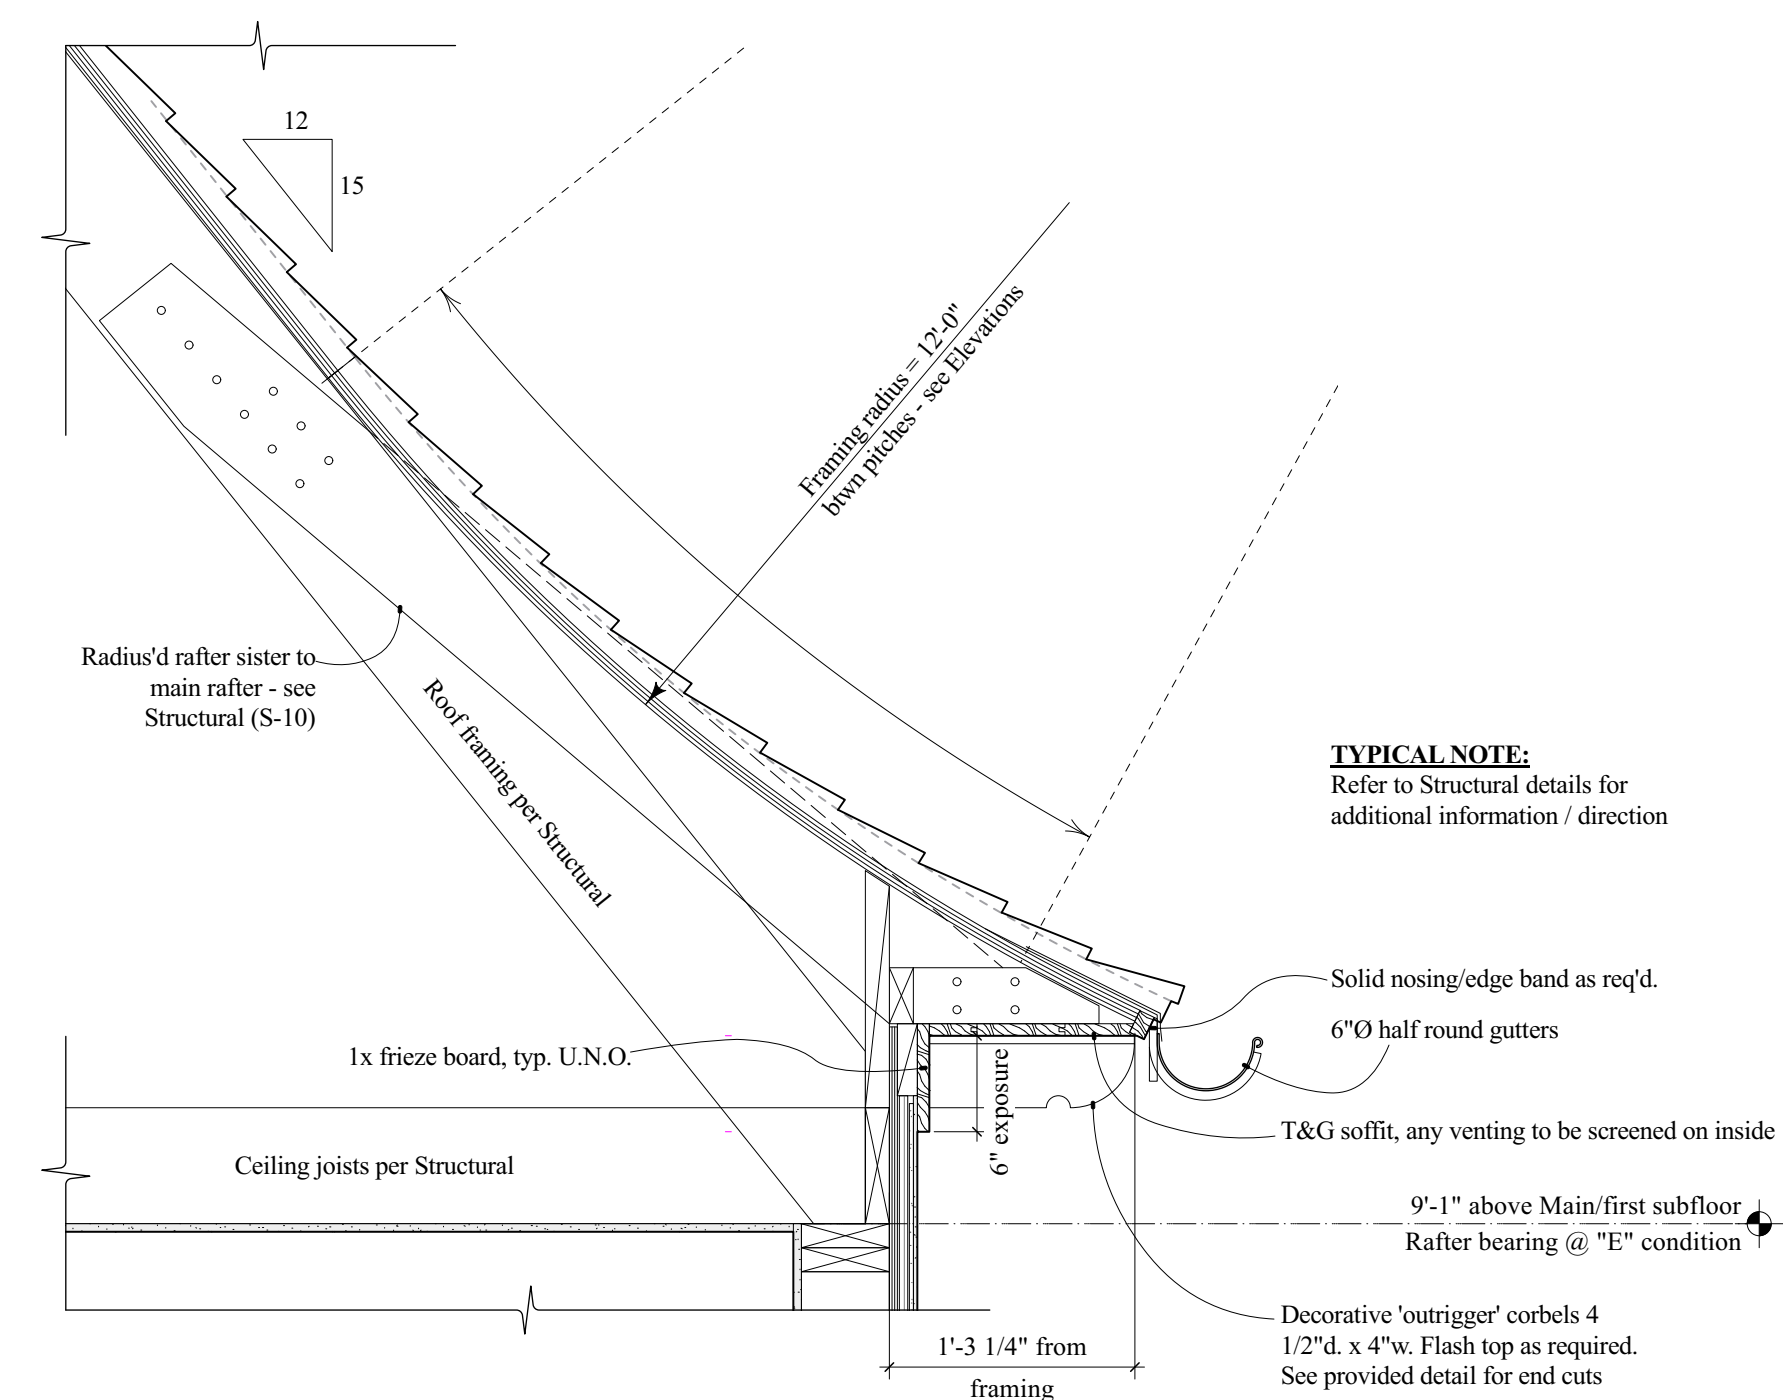 12
15
Framing radius = 12'-0"
btwn pitches - see Elevations
Radius'd rafter sister to
main rafter - see
Structural (S-10)
Roof framing per Structural
TYPICAL NOTE:
Refer to Structural details for
additional information / direction
Solid nosing/edge band as req'd.
6"Ø half round gutters
1x frieze board, typ. U.N.O.
6" exposure
T&G soffit, any venting to be screened on inside
Ceiling joists per Structural
9'-1" above Main/first subfloor
Rafter bearing @ "E" condition
Decorative 'outrigger' corbels 4
1/2"d. x 4"w. Flash top as required.
See provided detail for end cuts
1'-3 1/4" from
framing